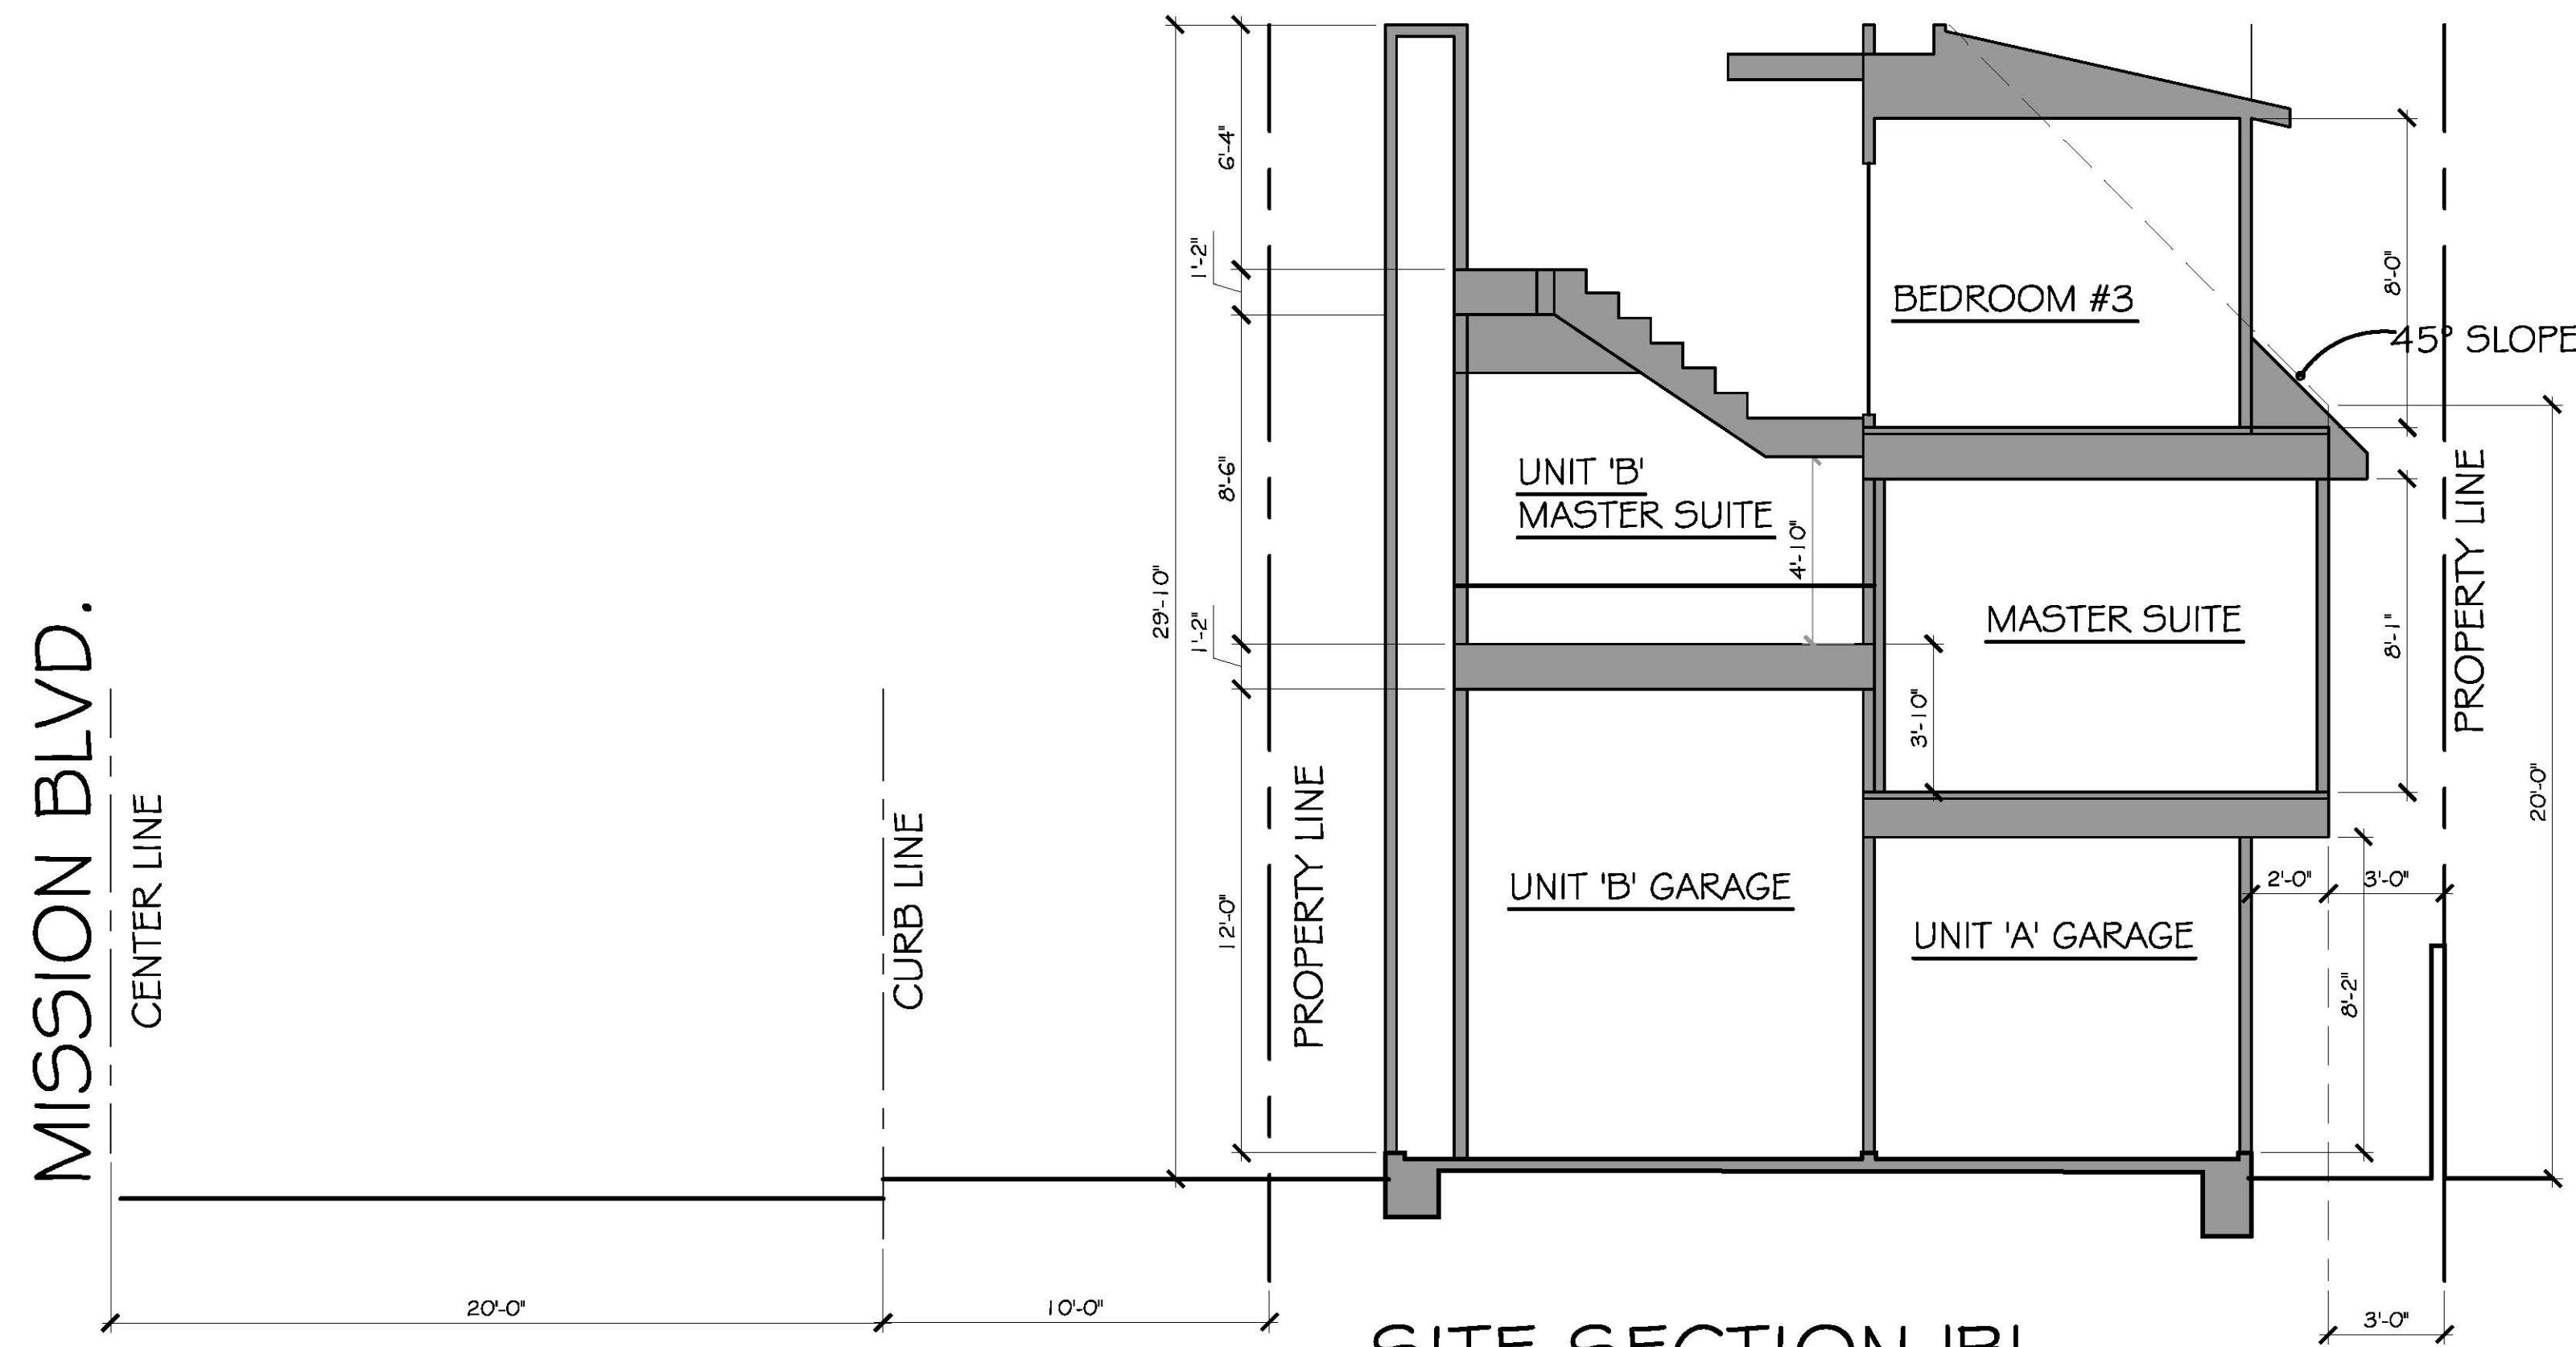 MISSION BLVD.
CENTER LINE
CURB LINE
PROPERTY LINE
29'-10"
6'-4"
1'-2"
8'-6"
1'-2"
12'-0"
BEDROOM #3
45° SLOPE
8'-0"
UNIT 'B'
MASTER SUITE
4'-10"
MASTER SUITE
8'-1"
PROPERTY LINE
3'-10"
20'-0"
UNIT 'B' GARAGE
UNIT 'A' GARAGE
2'-0"
3'-0"
8'-2"
20'-0"
10'-0"
3'-0"
SITE SECTION 'B'